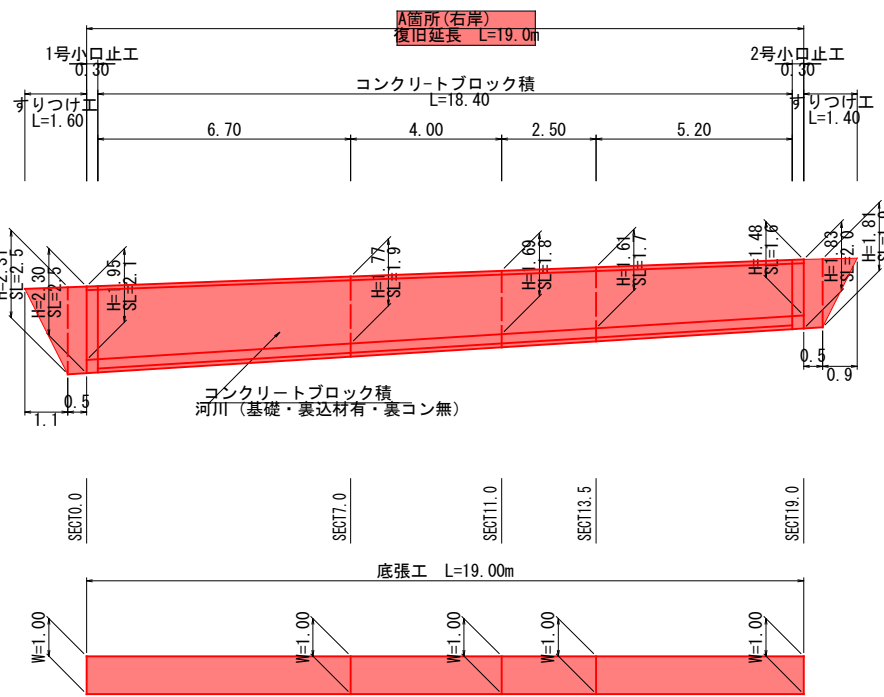 A箇所(右岸)
復旧延長 L=19.0m
1号小口止工
0.30
2号小口止工
0.30
コンクリートブロック積
L=18.40
すりつけ工
L=1.60
すりつけ工
L=1.40
6.70
4.00
2.50
5.20
H=2.31
SL=2.5
H=2.30
SL=2.5
H=1.95
SL=2.1
H=1.77
SL=1.9
H=1.69
SL=1.8
H=1.61
SL=1.7
H=1.48
SL=1.6
H=1.83
SL=2.0
H=1.81
0.5
1.1
0.5
0.9
コンクリートブロック積
河川（基礎・裏込材有・裏コン無）
SECT0.0
SECT7.0
SECT11.0
SECT13.5
SECT19.0
底張工 L=19.00m
W=1.00
W=1.00
W=1.00
W=1.00
W=1.00